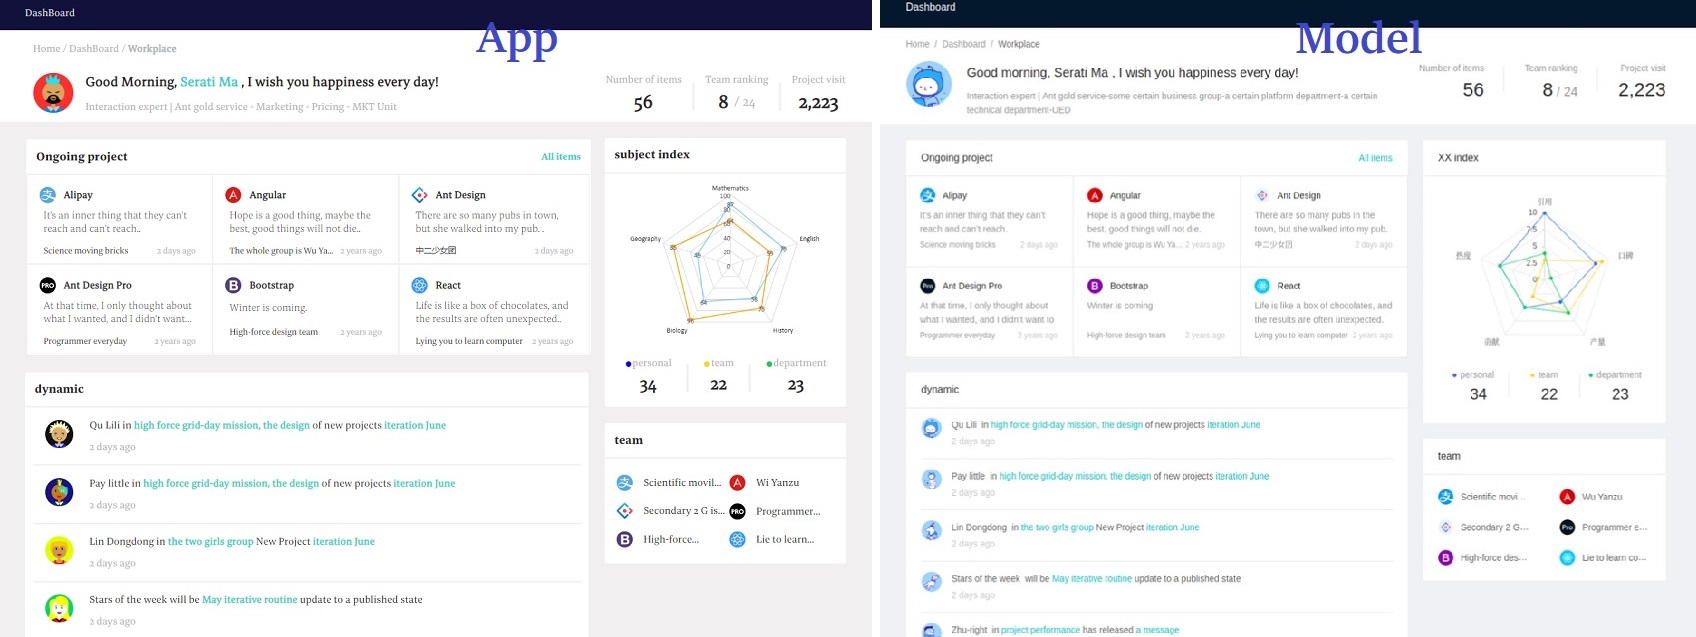 DashBoard
App
Home / DashBoard / Workplace
Good Morning, Serati Ma , I wish you happiness every day!
Interaction expert | Ant gold service - Marketing - Pricing - MKT Unit
Number of items
56
Team ranking
8 / 24
Project visit
2,223
Ongoing project
All items
Alipay
It's an inner thing that they can't
reach and can't reach..
Science moving bricks 2 days ago
Angular
Hope is a good thing, maybe the
best, good things will not die..
The whole group is Wu Ya... 2 years ago
Ant Design
There are so many pubs in town,
but she walked into my pub. .
中二少女团 2 days ago
Ant Design Pro
PRO
At that time, I only thought about
what I wanted, and I didn't want...
Programmer everyday 2 years ago
Bootstrap
B
Winter is coming.
High-force design team 2 years ago
React
Life is like a box of chocolates, and
the results are often unexpected..
Lying you to learn computer 2 years ago
subject index
Mathematics
100
80
60
40
20
0
Geography
English
Biology
History
personal
34
team
22
department
23
dynamic
Qu Lili in high force grid-day mission, the design of new projects iteration June
2 days ago
Pay little in high force grid-day mission, the design of new projects iteration June
2 days ago
Lin Dongdong in the two girls group New Project iteration June
2 days ago
Stars of the week will be May iterative routine update to a published state
2 days ago
team
Scientific movil...
Wi Yanzu
Secondary 2 G is...
PRO
Programmer...
B
High-force...
Lie to learn...
Dashboard
Model
Home / Dashboard / Workplace
Good morning, Serati Ma , I wish you happiness every day!
Interaction expert | Ant gold service-some certain business group-a certain platform department-a certain
technical department-UED
Number of items
56
Team ranking
8 / 24
Project visit
2,223
Ongoing project
All items
Alipay
It's an inner thing that they can't
reach and can't reach.
Science moving bricks 2 days ago
Angular
Hope is a good thing, maybe the
best, good things will not die.
The whole group is Wu Ya... 2 years ago
Ant Design
There are so many pubs in the
town, but she walked into my pub.
中二少女团 2 days ago
Pro
Ant Design Pro
At that time, I only thought about
what I wanted, and I didn't want to
Programmer everyday 3 years ago
B
Bootstrap
Winter is coming
High-force design team 2 years ago
React
Life is like a box of chocolates, and
the results are often unexpected.
Lying you to learn computer 2 years ago
XX index
引用
10
7.5
5
2.5
0
热度
口碑
贡献
产量
personal
34
team
22
department
23
dynamic
Qu Lili in high force grid-day mission, the design of new projects iteration June
2 days ago
Pay little in high force grid-day mission, the design of new projects iteration June
2 days ago
Lin Dongdong in the two girls group New Project iteration June
2 days ago
Stars of the week will be May iterative routine update to a published state
2 days ago
Zhu-right in project performance has released a message
team
Scientific movi...
Wu Yanzu
Secondary 2 G...
Pro
Programmer e...
B
High-force des...
Lie to learn co...